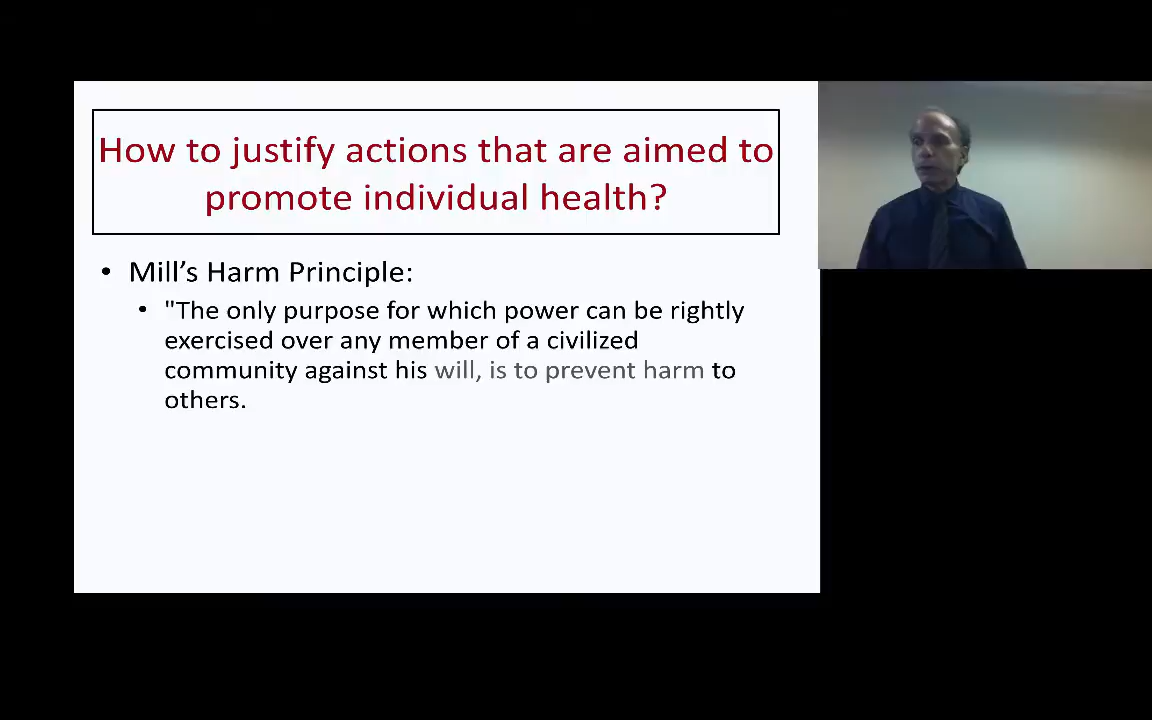 How to justify actions that are aimed to
promote individual health?
• Mill’s Harm Principle:
• "The only purpose for which power can be rightly
exercised over any member of a civilized
community against his will, is to prevent harm to
others.